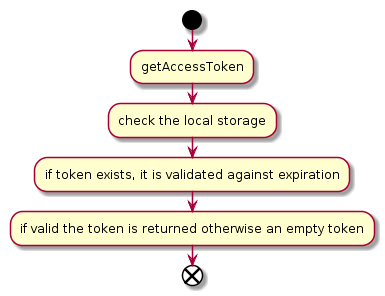 getAccessToken
check the local storage
if token exists, it is validated against expiration
if valid the token is returned otherwise an empty token